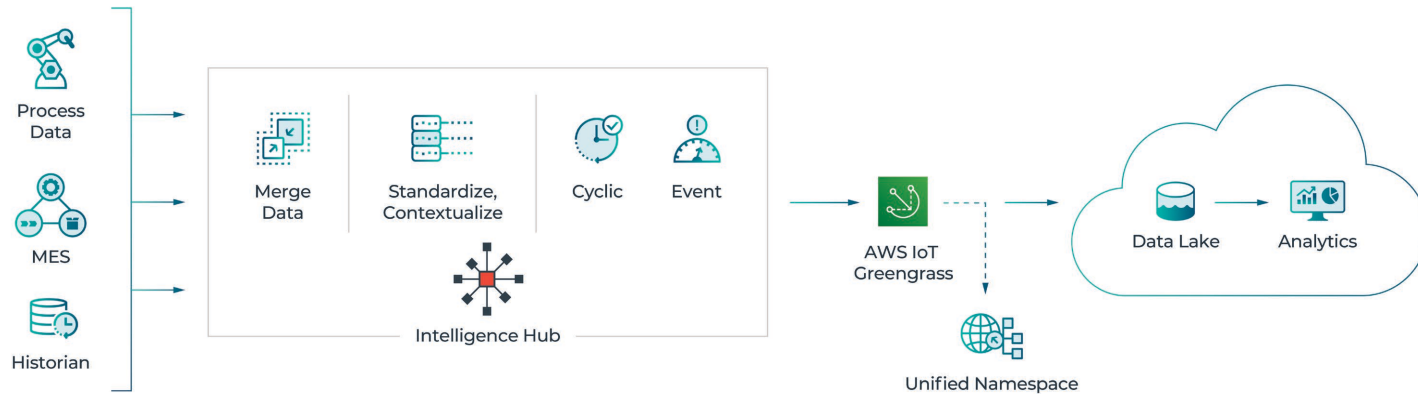 Process
Data
MES
Historian
Merge
Data
Standardize,
Contextualize
Cyclic
Event
Intelligence Hub
AWS IoT
Greengrass
Unified Namespace
Data Lake
Analytics